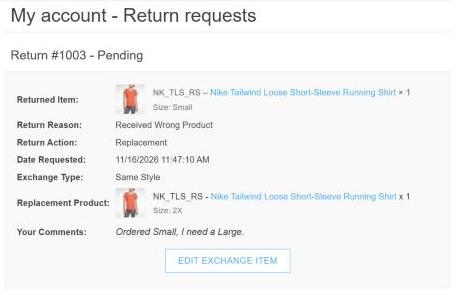 My account - Return requests
Return #1003 - Pending
Returned Item: NK_TLS_RS – Nike Tailwind Loose Short-Sleeve Running Shirt × 1
Size: Small
Return Reason: Received Wrong Product
Return Action: Replacement
Date Requested: 11/16/2026 11:47:10 AM
Exchange Type: Same Style
Replacement Product: NK_TLS_RS - Nike Tailwind Loose Short-Sleeve Running Shirt x 1
Size: 2X
Your Comments: Ordered Small, I need a Large.
EDIT EXCHANGE ITEM